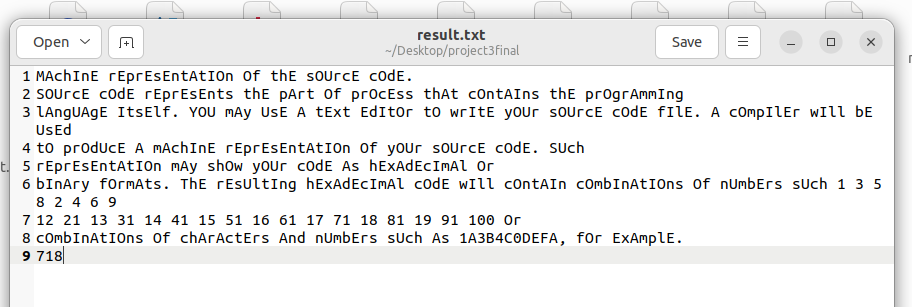 Open
result.txt
~/Desktop/project3final
Save
1 MAchInE rEprEsEntAtIOn Of thE sOUrcE cOdE.
2 SOUrcE cOdE rEprEsEnts thE pArt Of prOcEss thAt cOntAIns thE prOgrAmmIng
3 lAngUAgE ItsElf. YOU mAy UsE A tExt EdItOr tO wrItE yOUr sOUrcE cOdE fIlE. A cOmpIlEr wIll bE
UsEd
4 tO prOdUcE A mAchInE rEprEsEntAtIOn Of yOUr sOUrcE cOdE. SUch
5 rEprEsEntAtIOn mAy shOw yOUr cOdE As hExAdEcImAl Or
6 bInAry fOrmAts. ThE rEsUltIng hExAdEcImAl cOdE wIll cOntAIn cOmbInAtIOns Of nUmbErs sUch 1 3 5
8 2 4 6 9
7 12 21 13 31 14 41 15 51 16 61 17 71 18 81 19 91 100 Or
8 cOmbInAtIOns Of chArActErs And nUmbErs sUch As 1A3B4C0DEFA, fOr ExAmplE.
9 718
t.